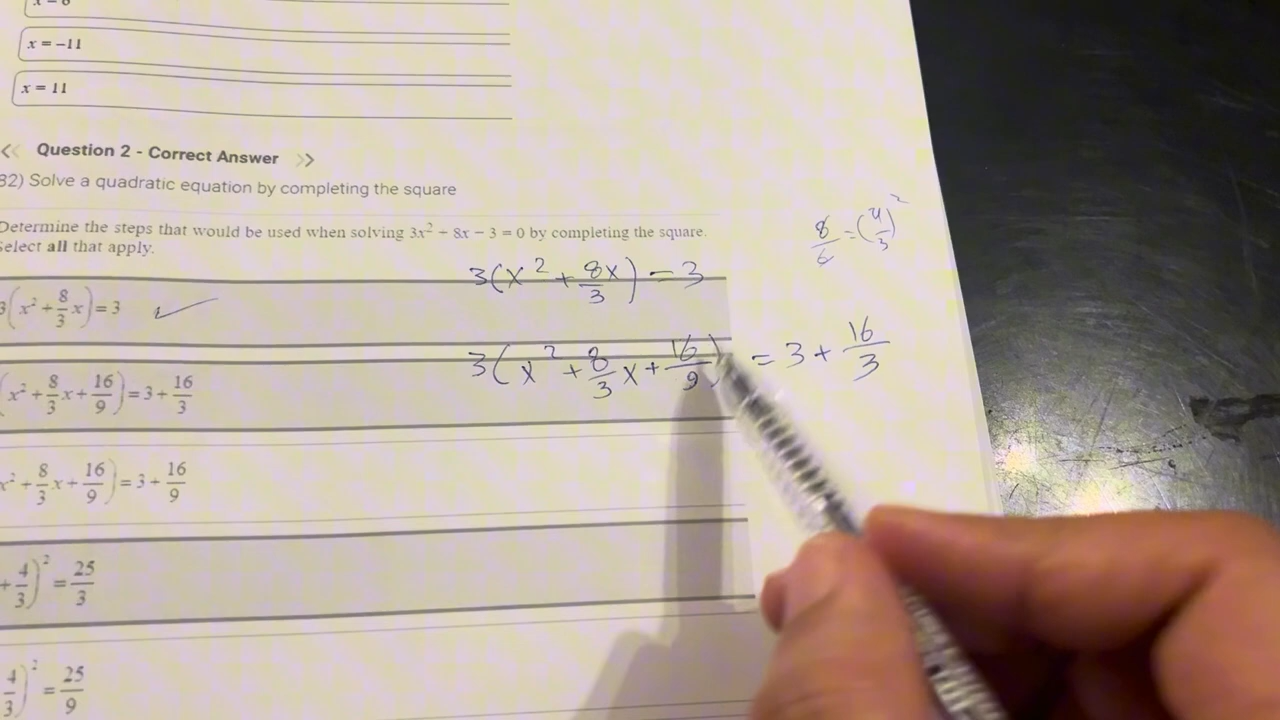 x = -11
x = 11
Question 2 - Correct Answer
32) Solve a quadratic equation by completing the square
Determine the steps that would be used when solving 3x² + 8x − 3 = 0 by completing the square.
Select all that apply.
8/6 = (4/3)²
3(x² + 8x/3) = 3
3(x² + 8/3 x) = 3
3(x² + 8/3 x + 16/9) = 3 + 16/3
(x² + 8/3 x + 16/9) = 3 + 16/3
x² + 8/3 x + 16/9) = 3 + 16/9
+ 4/3)² = 25/3
4/3)² = 25/9